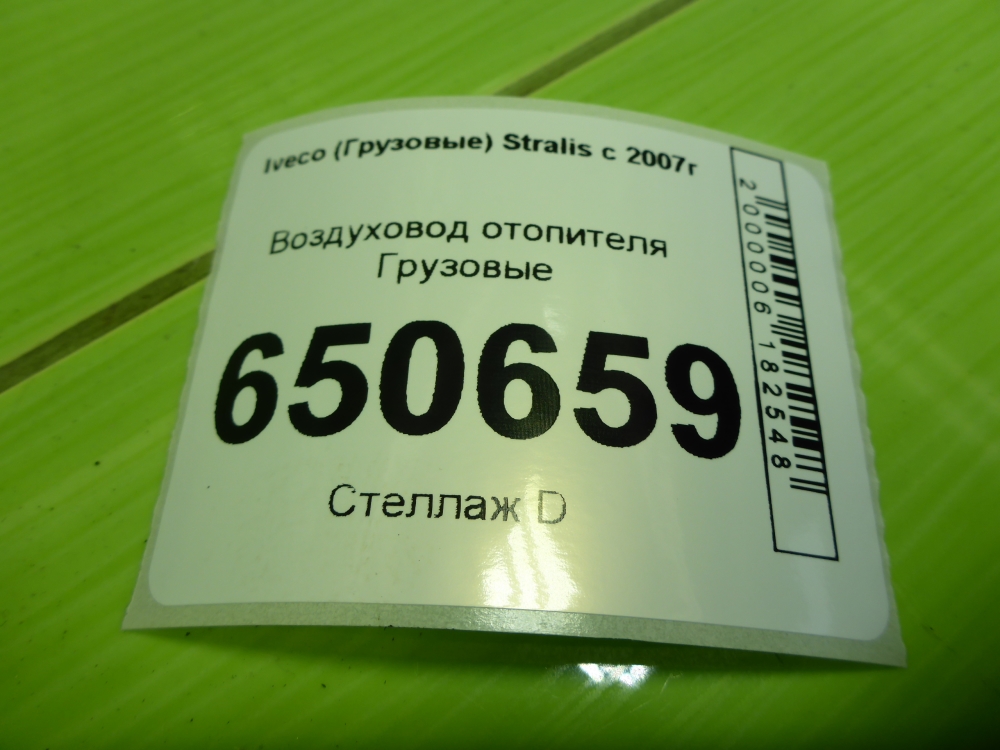 Iveco (Грузовые) Stralis с 2007г
Воздуховод отопителя
Грузовые
650659
Стеллаж D
2000006182548